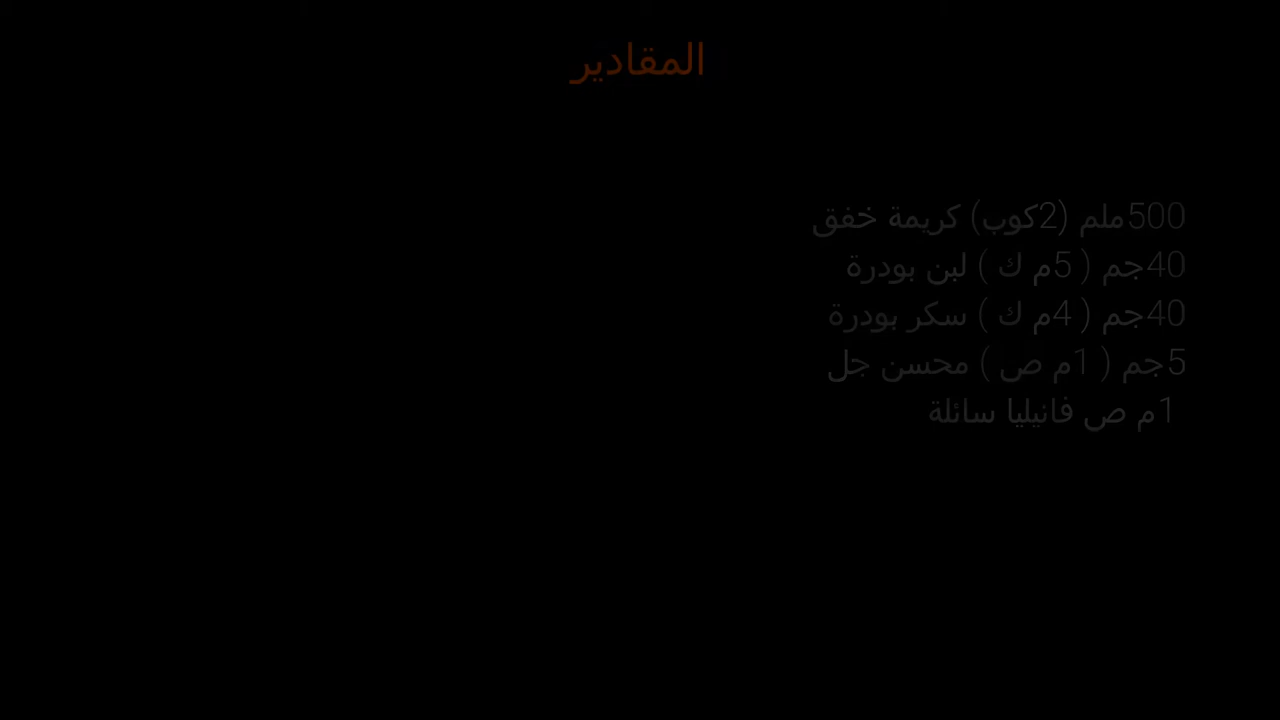 المقادير
500ملم (2كوب) كريمة خفق
40جم ( 5م ك ) لبن بودرة
40جم ( 4م ك ) سكر بودرة
5جم ( 1م ص ) محسن جل
1م ص فانيليا سائلة